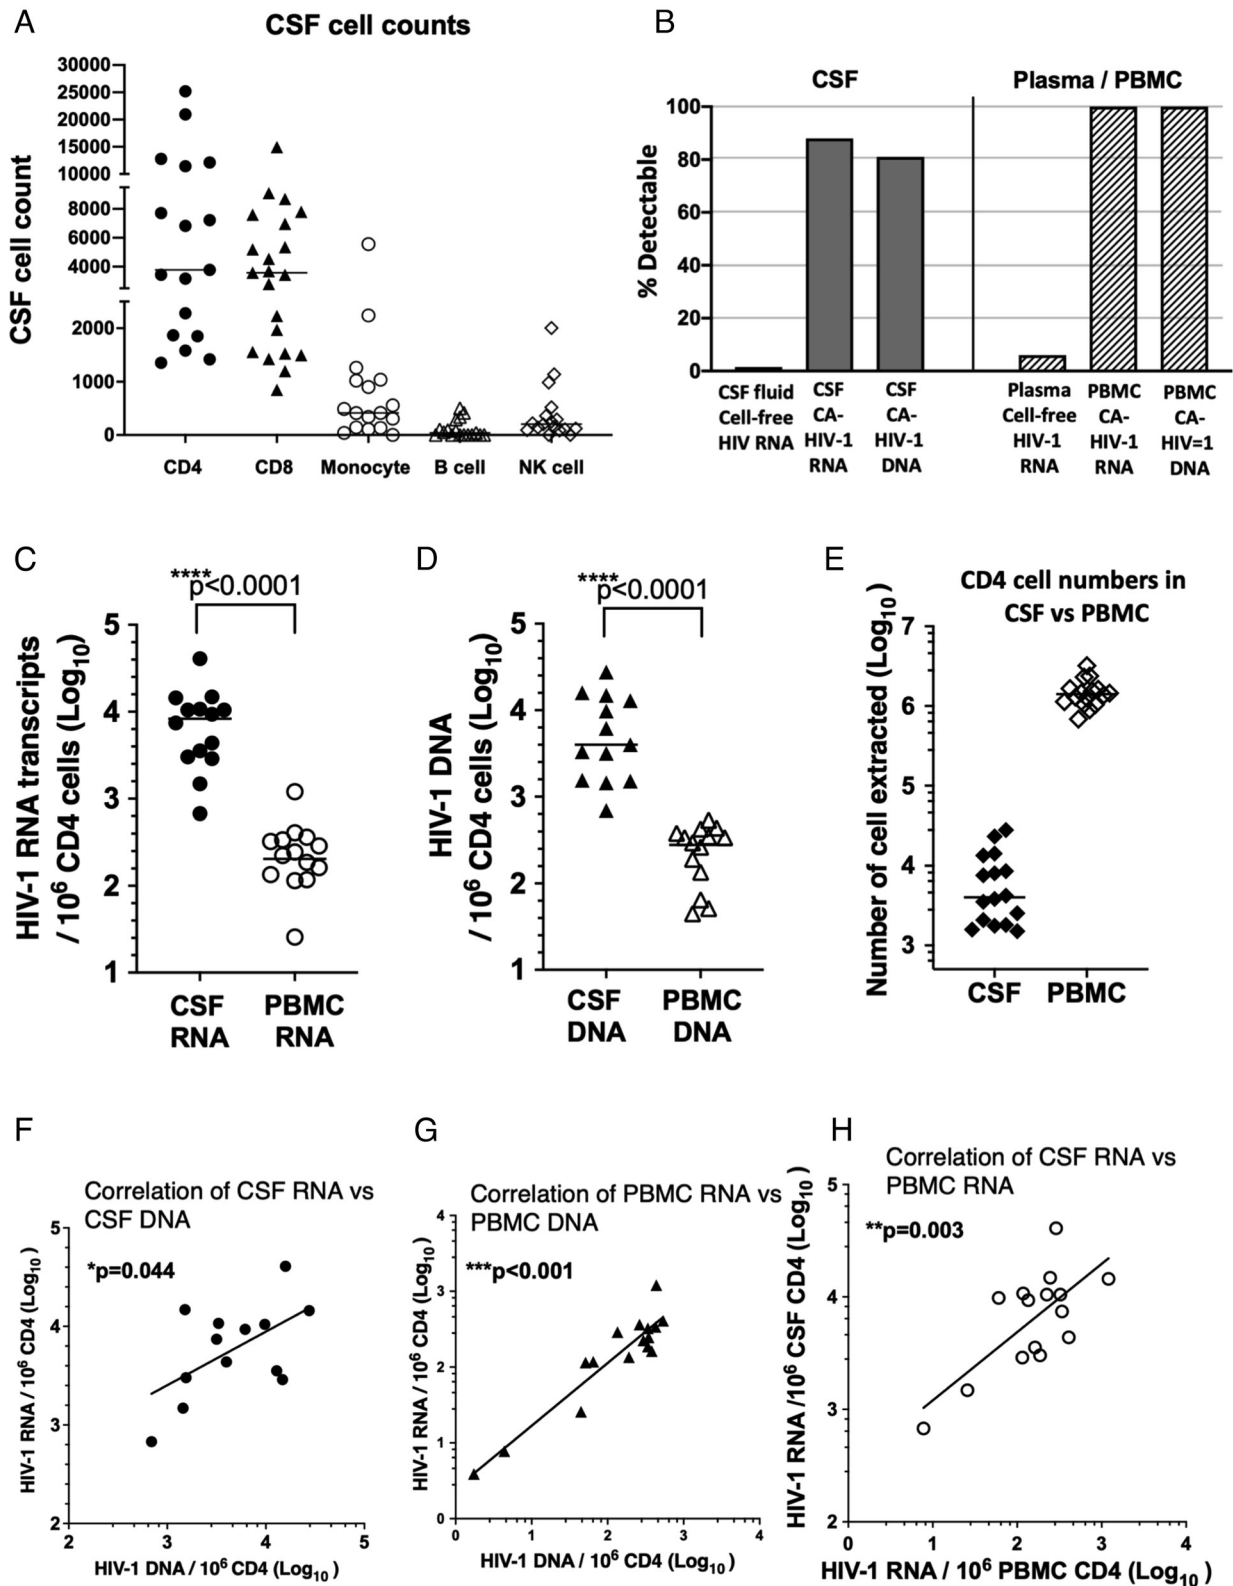 A
CSF cell counts
CSF cell count
30000
25000
20000
15000
10000
8000
6000
4000
2000
1000
0
CD4
CD8
Monocyte
B cell
NK cell
B
CSF
Plasma / PBMC
% Detectable
100
80
60
40
20
0
CSF fluid
Cell-free
HIV RNA
CSF
CA-
HIV-1
RNA
CSF
CA-
HIV-1
DNA
Plasma
Cell-free
HIV-1
RNA
PBMC
CA-
HIV-1
RNA
PBMC
CA-
HIV=1
DNA
C
****
p<0.0001
HIV-1 RNA transcripts
/ 10⁶ CD4 cells (Log₁₀)
5
4
3
2
1
CSF
RNA
PBMC
RNA
D
****
p<0.0001
HIV-1 DNA
/ 10⁶ CD4 cells (Log₁₀)
5
4
3
2
1
CSF
DNA
PBMC
DNA
E
CD4 cell numbers in
CSF vs PBMC
Number of cell extracted (Log₁₀)
7
6
5
4
3
CSF
PBMC
F
Correlation of CSF RNA vs
CSF DNA
*p=0.044
HIV-1 RNA / 10⁶ CD4 (Log₁₀)
5
4
3
2
2
3
4
5
HIV-1 DNA / 10⁶ CD4 (Log₁₀)
G
Correlation of PBMC RNA vs
PBMC DNA
***p<0.001
HIV-1 RNA / 10⁶ CD4 (Log₁₀)
4
3
2
1
0
0
1
2
3
4
HIV-1 DNA / 10⁶ CD4 (Log₁₀)
H
Correlation of CSF RNA vs
PBMC RNA
**p=0.003
HIV-1 RNA /10⁶ CSF CD4 (Log₁₀)
5
4
3
2
0
1
2
3
4
HIV-1 RNA / 10⁶ PBMC CD4 (Log₁₀)